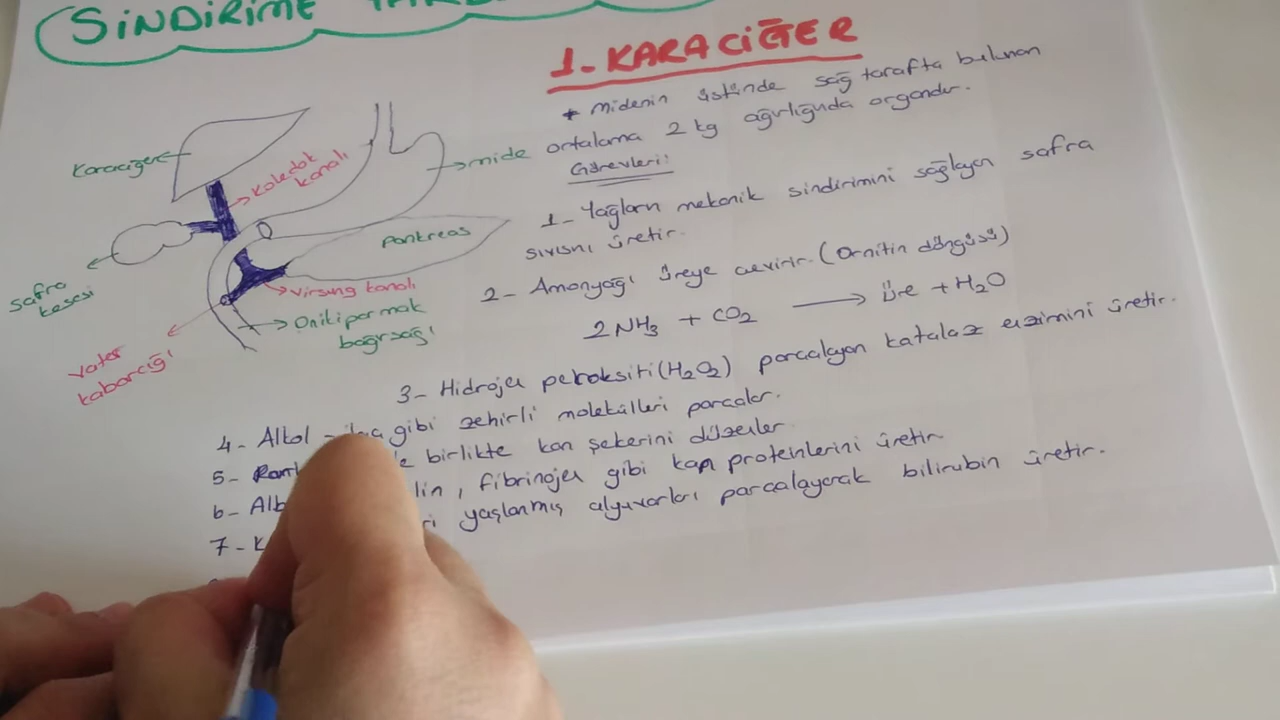 SİNDİRİME
1-KARACİĞER
* Midenin üstünde sağ tarafta bulunan
ortalama 2 kg ağırlığında organdır.
Görevleri:
1- Yağların mekanik sindirimini sağlayan safra
sıvısını üretir.
2- Amonyağı üreye çevirir. (Ornitin döngüsü)
2NH₃ + CO₂ → Üre + H₂O
3- Hidrojen peroksiti (H₂O₂) parçalayan katalaz enzimini üretir.
4- Alkol - ilaç gibi zehirli molekülleri parçalar.
5- birlikte kan şekerini düzenler
6- Alb lin, fibrinojen gibi kan proteinlerini üretir
7- K ri yaşlanmış alyuvarları parçalayarak bilirubin üretir.
Karaciğer
Koledok
kanalı
mide
pankreas
safra
kesesi
Virsung kanalı
Oniki parmak
bağırsağı
Vater
kabarcığı